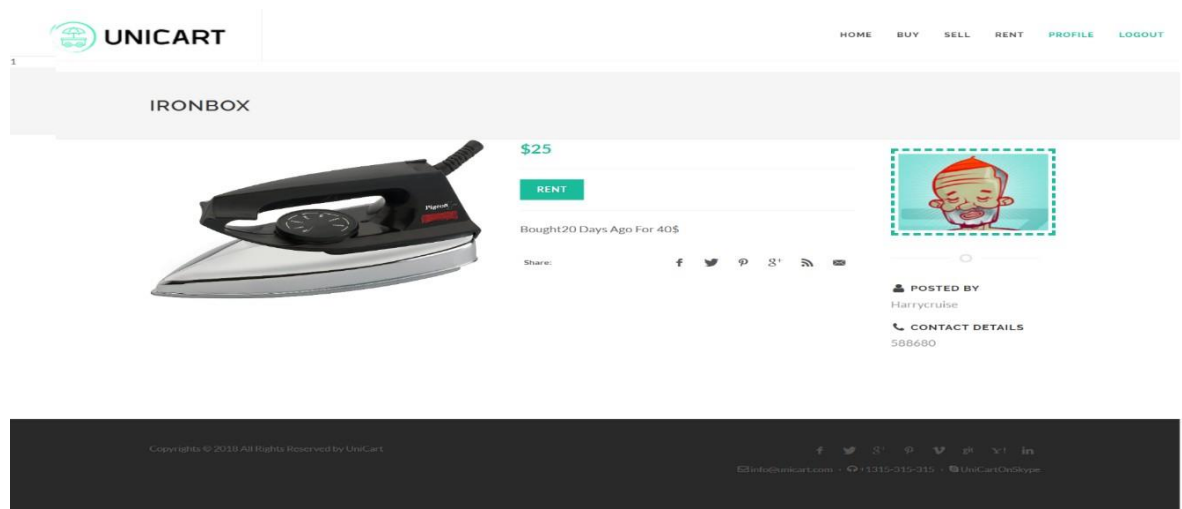 UNICART
HOME BUY SELL RENT PROFILE LOGOUT
1
IRONBOX
$25
RENT
Bought20 Days Ago For 40$
Share:
Pigeon
POSTED BY
Harrycruise
CONTACT DETAILS
588680
Copyrights © 2018 All Rights Reserved by UniCart
info@unicart.com · +1315-315-315 · UniCartOnSkype